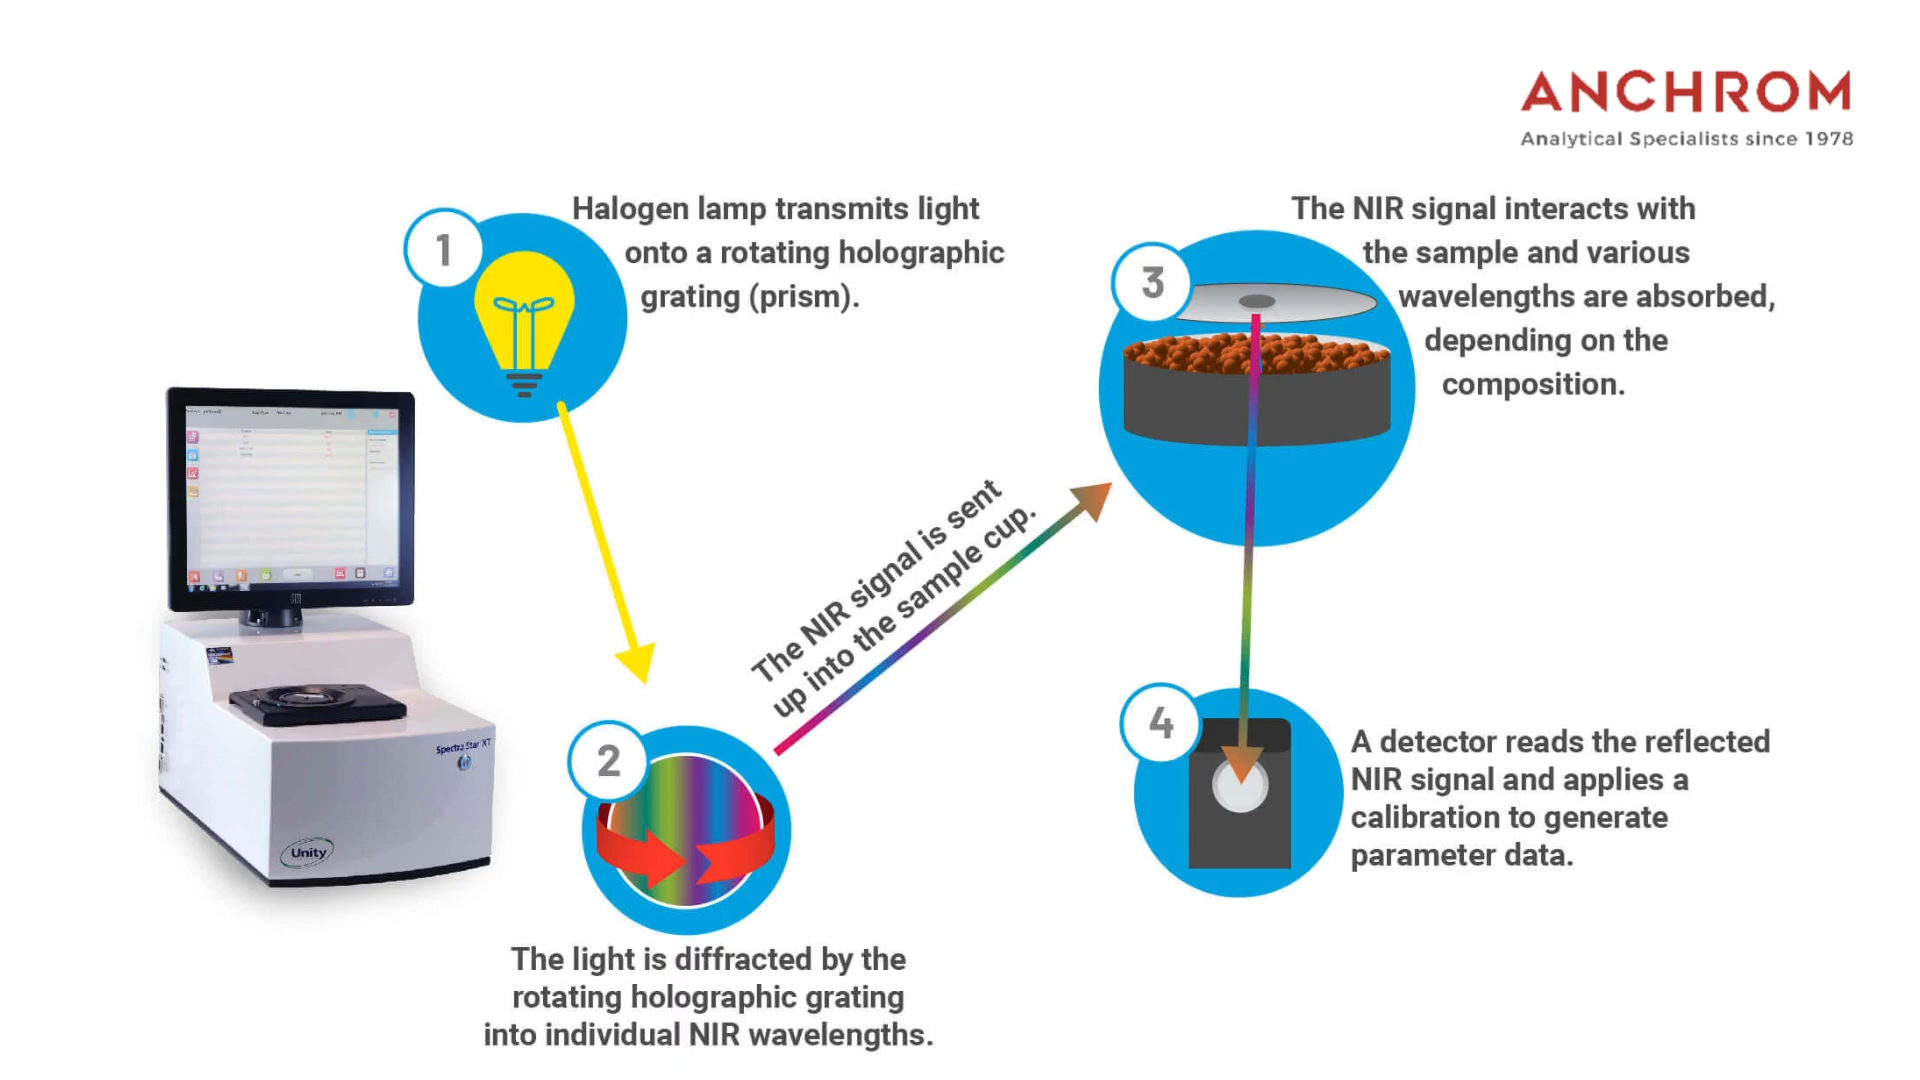 ANCHROM
Analytical Specialists since 1978
1
Halogen lamp transmits light
onto a rotating holographic
grating (prism).
2
The light is diffracted by the
rotating holographic grating
into individual NIR wavelengths.
The NIR signal is sent
up into the sample cup.
3
The NIR signal interacts with
the sample and various
wavelengths are absorbed,
depending on the
composition.
4
A detector reads the reflected
NIR signal and applies a
calibration to generate
parameter data.
SpectraStar XT
Unity